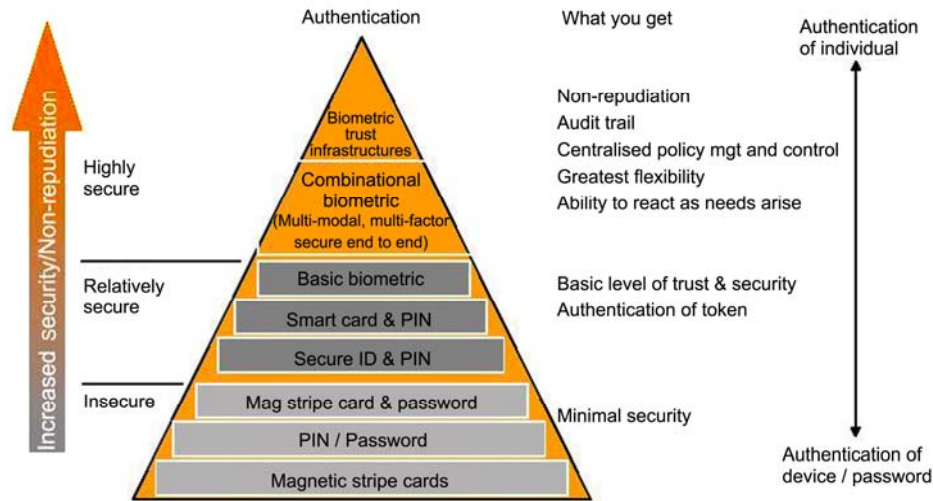 Authentication
What you get
Authentication
of individual
Increased security/Non-repudiation
Highly
secure
Relatively
secure
Insecure
Biometric
trust
infrastructures
Combinational
biometric
(Multi-modal, multi-factor
secure end to end)
Basic biometric
Smart card & PIN
Secure ID & PIN
Mag stripe card & password
PIN / Password
Magnetic stripe cards
Non-repudiation
Audit trail
Centralised policy mgt and control
Greatest flexibility
Ability to react as needs arise
Basic level of trust & security
Authentication of token
Minimal security
Authentication of
device / password